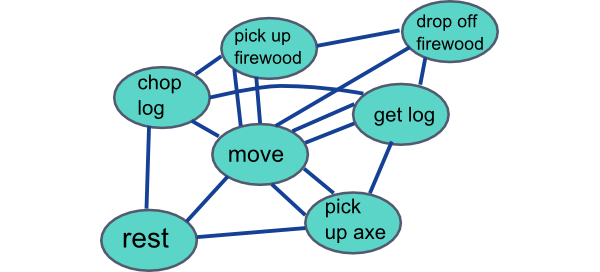 drop off
firewood
pick up
firewood
chop
log
get log
move
pick
up axe
rest